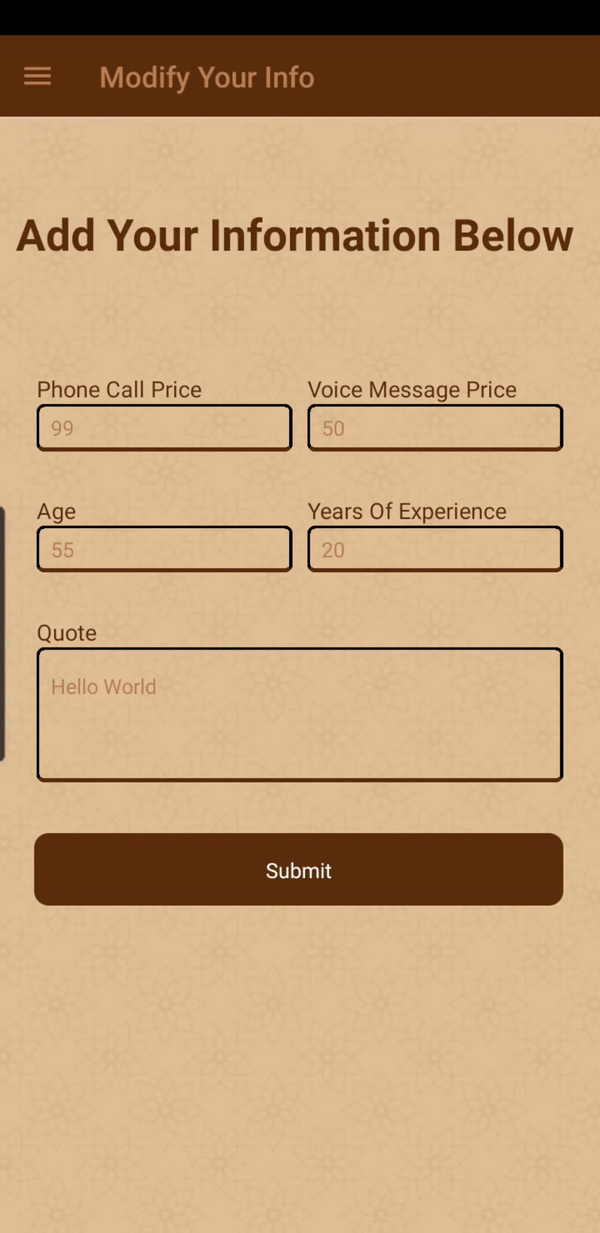 Modify Your Info
Add Your Information Below
Phone Call Price
Voice Message Price
99
50
Age
Years Of Experience
55
20
Quote
Hello World
Submit